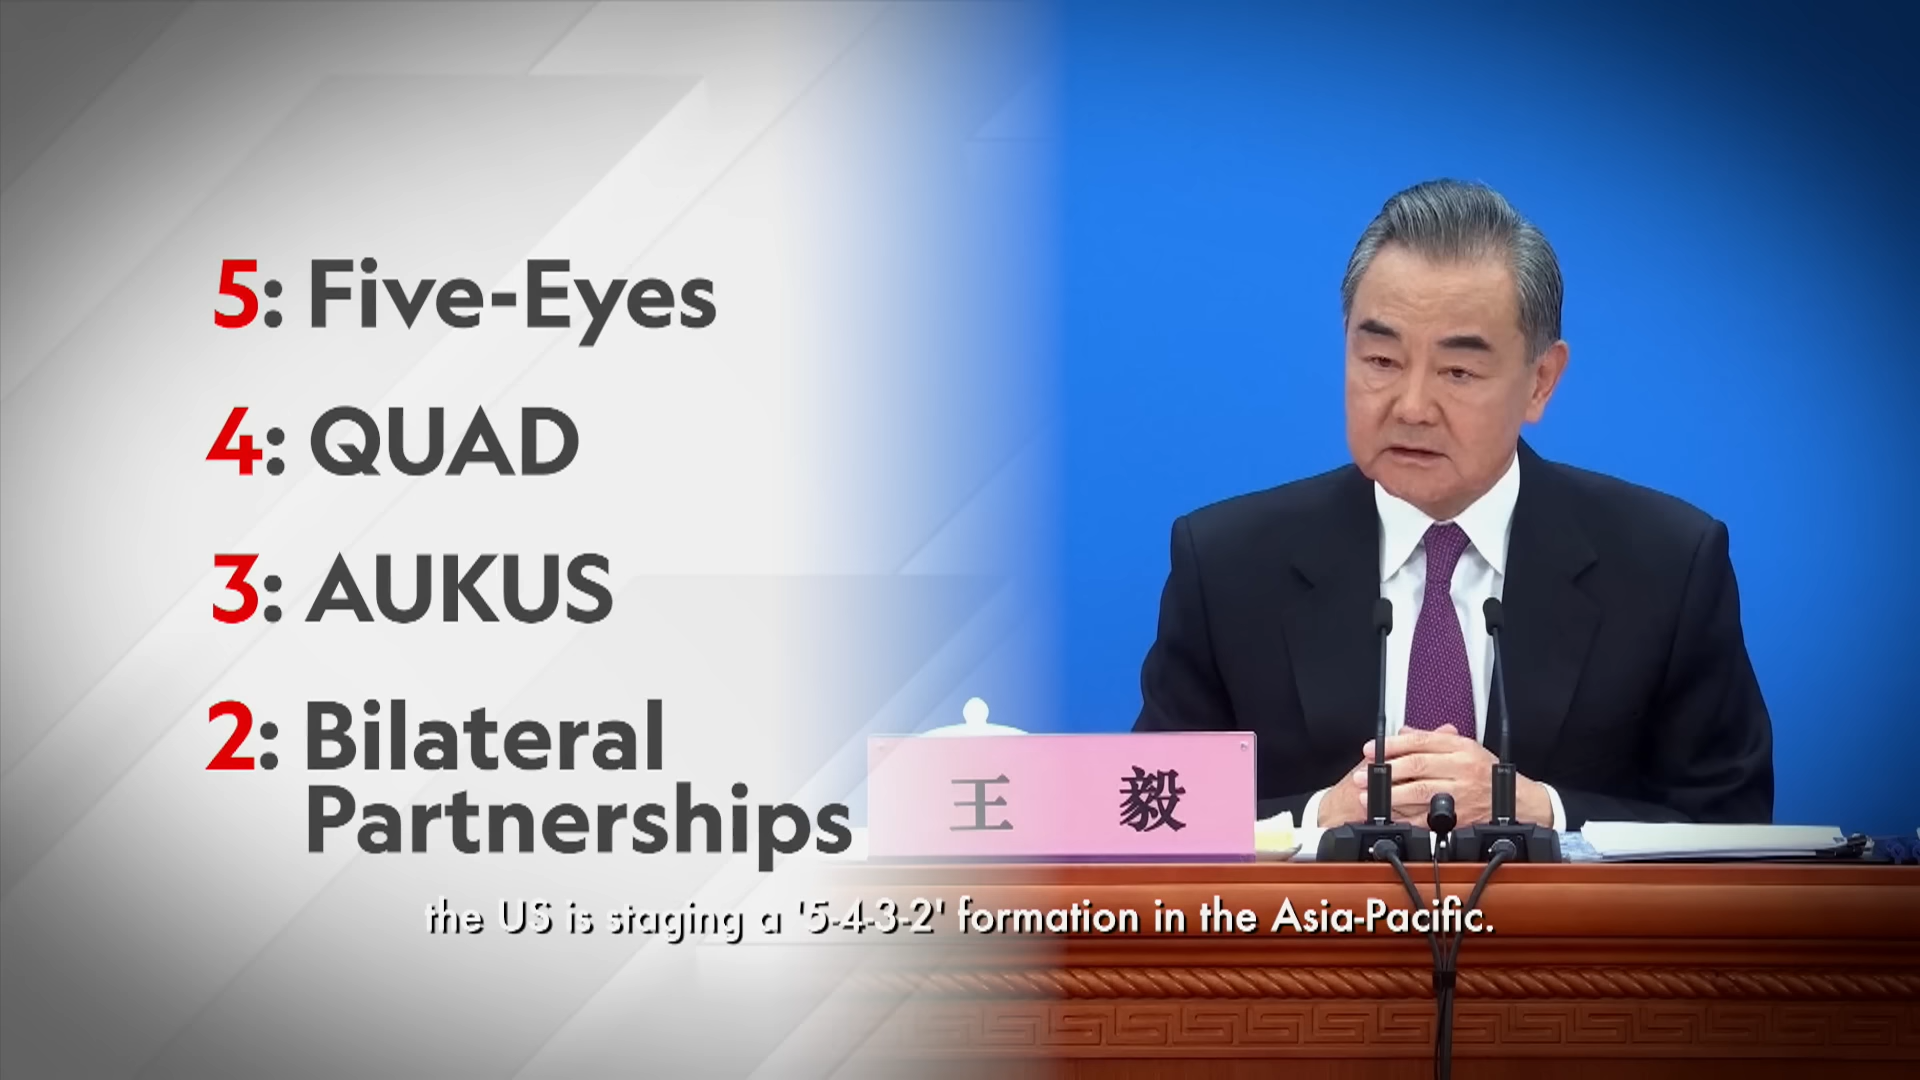 5: Five-Eyes
4: QUAD
3: AUKUS
2: Bilateral
Partnerships
王 毅
the US is staging a '5-4-3-2' formation in the Asia-Pacific.